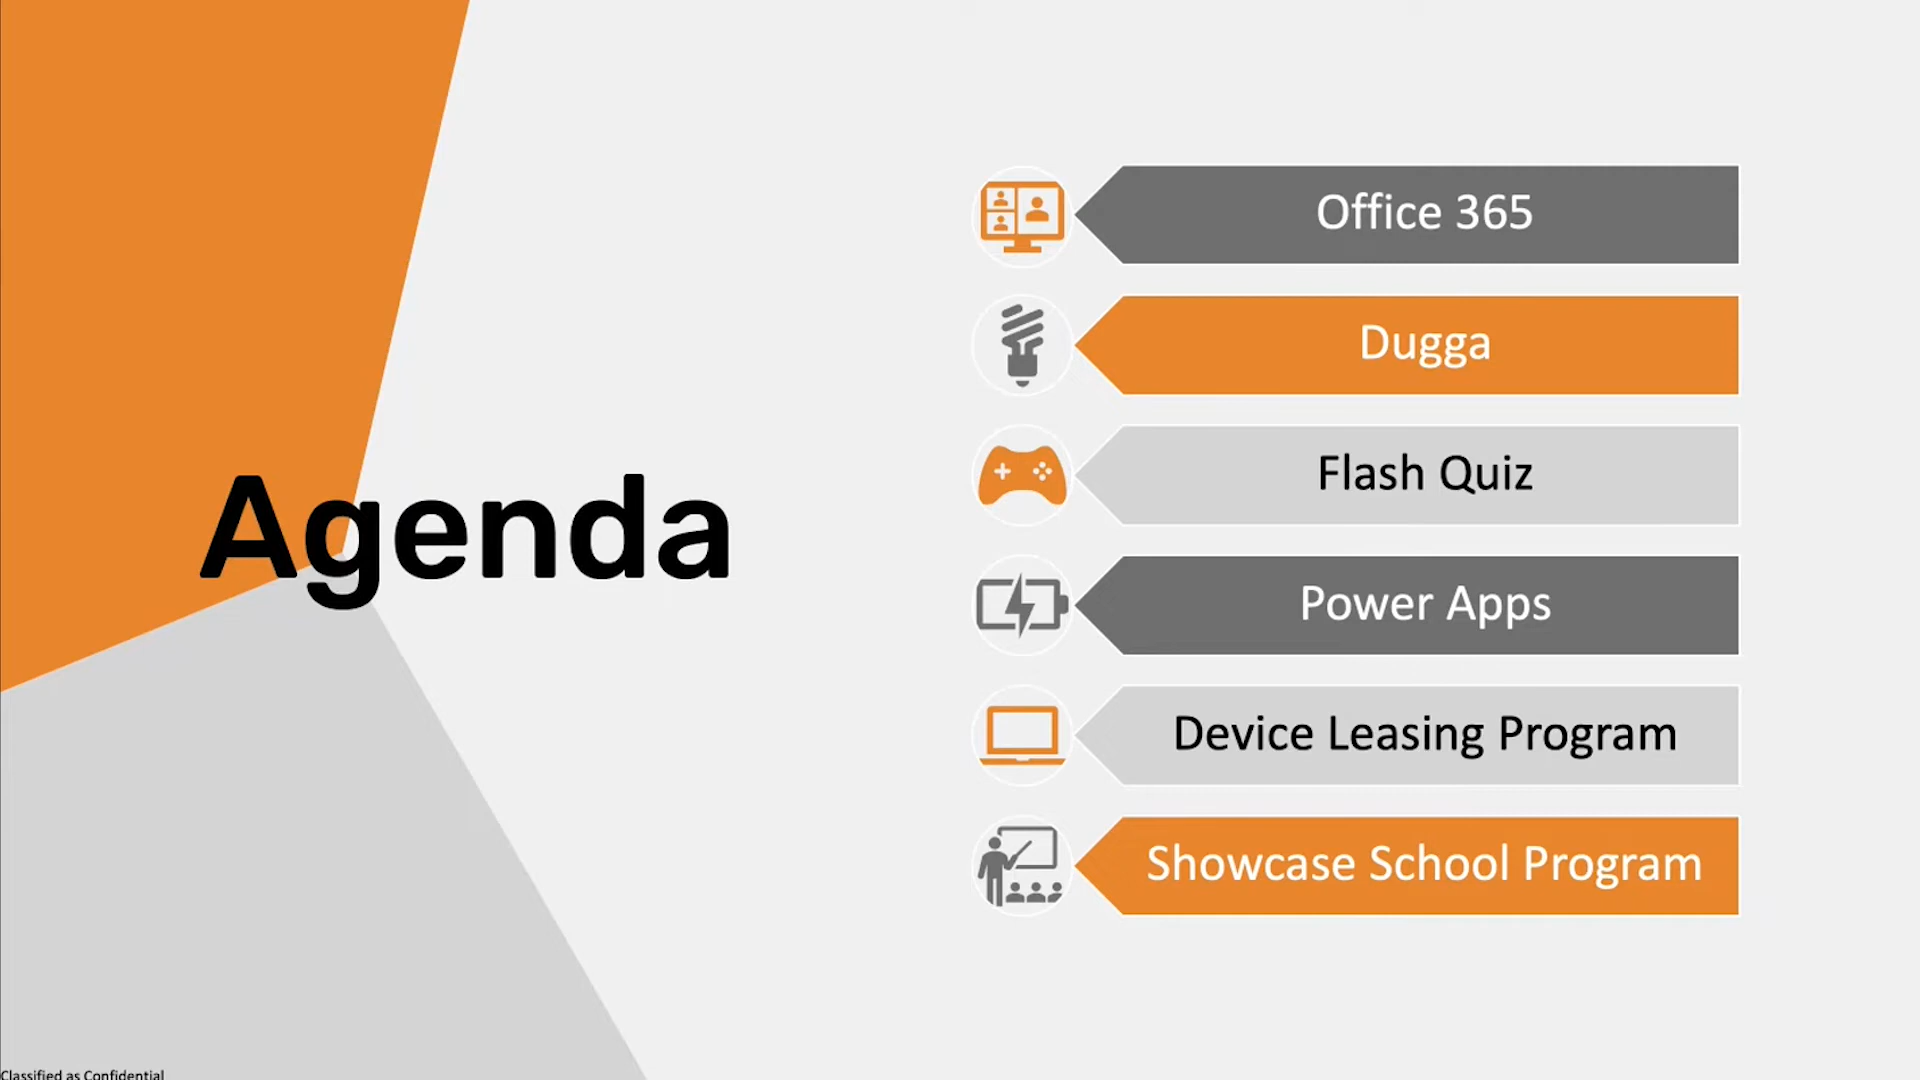 Agenda
Office 365
Dugga
Flash Quiz
Power Apps
Device Leasing Program
Showcase School Program
Classified as Confidential